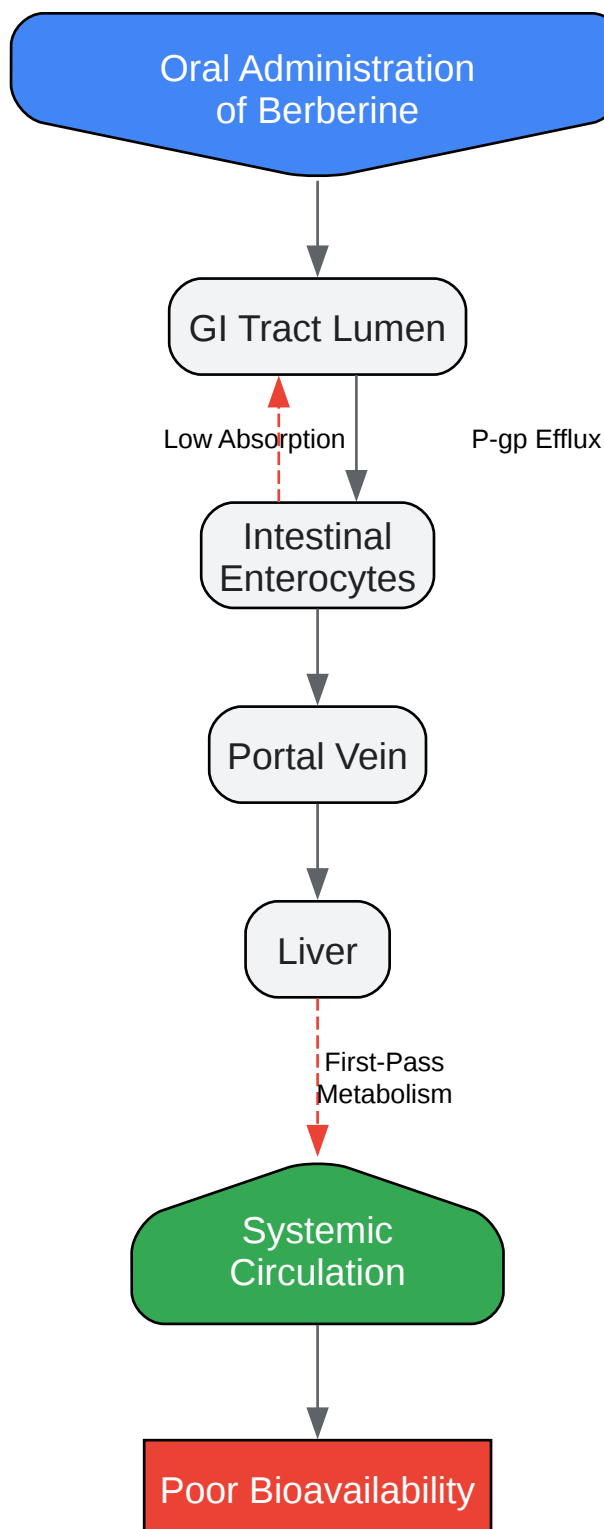 Oral Administration
of Berberine
GI Tract Lumen
Low Absorption
P-gp Efflux
Intestinal
Enterocytes
Portal Vein
Liver
First-Pass
Metabolism
Systemic
Circulation
Poor Bioavailability